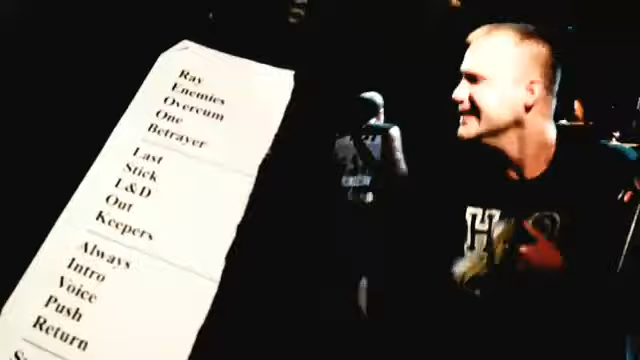 Ray
Enemies
Overcum
One
Betrayer
Last
Stick
L&D
Out
Keepers
Always
Intro
Voice
Push
Return
H